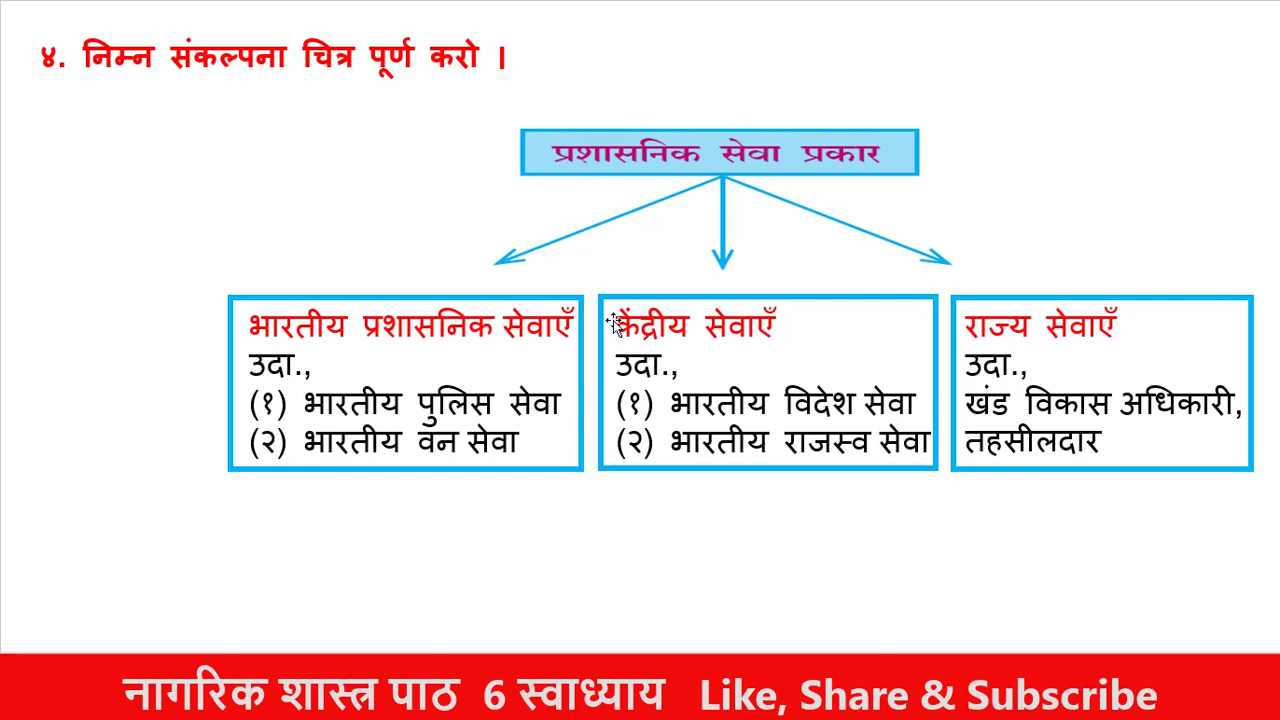 ४. निम्न संकल्पना चित्र पूर्ण करो ।
प्रशासनिक सेवा प्रकार
भारतीय प्रशासनिक सेवाएँ
उदा.,
(१) भारतीय पुलिस सेवा
(२) भारतीय वन सेवा
केंद्रीय सेवाएँ
उदा.,
(१) भारतीय विदेश सेवा
(२) भारतीय राजस्व सेवा
राज्य सेवाएँ
उदा.,
खंड विकास अधिकारी,
तहसीलदार
नागरिक शास्त्र पाठ 6 स्वाध्याय Like, Share & Subscribe